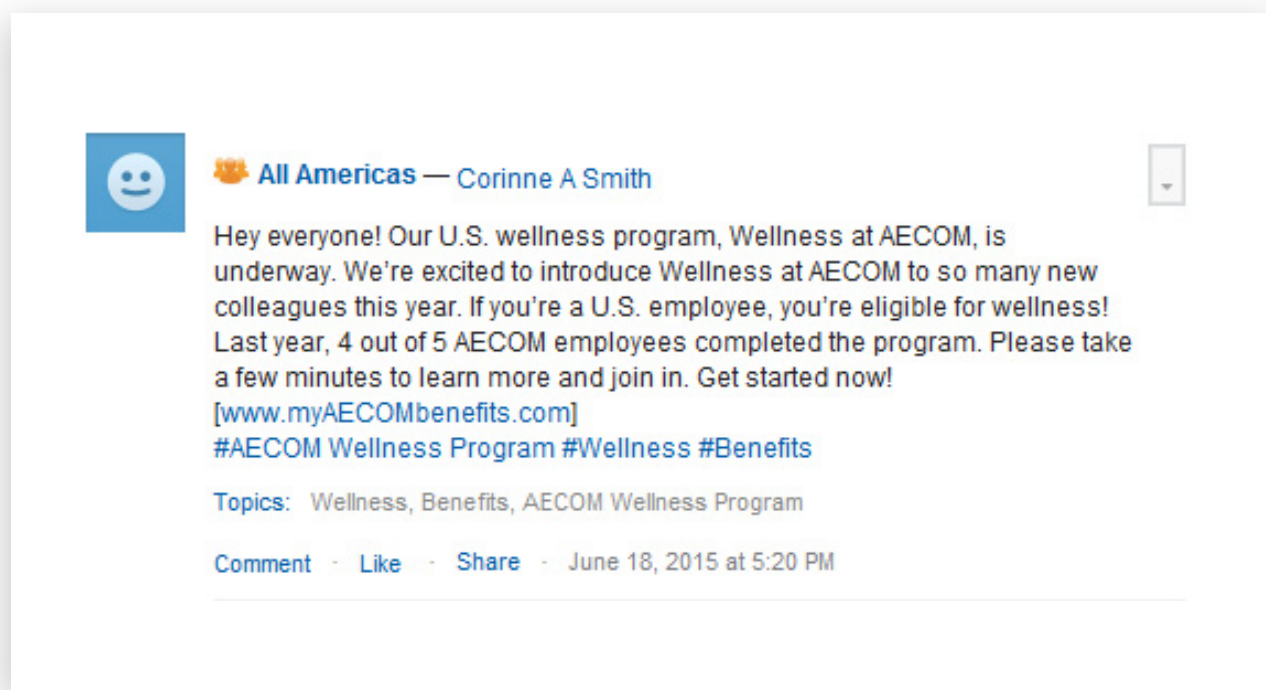 All Americas — Corinne A Smith
Hey everyone! Our U.S. wellness program, Wellness at AECOM, is
underway. We’re excited to introduce Wellness at AECOM to so many new
colleagues this year. If you’re a U.S. employee, you’re eligible for wellness!
Last year, 4 out of 5 AECOM employees completed the program. Please take
a few minutes to learn more and join in. Get started now!
[www.myAECOMbenefits.com]
#AECOM Wellness Program #Wellness #Benefits
Topics: Wellness, Benefits, AECOM Wellness Program
Comment · Like · Share · June 18, 2015 at 5:20 PM